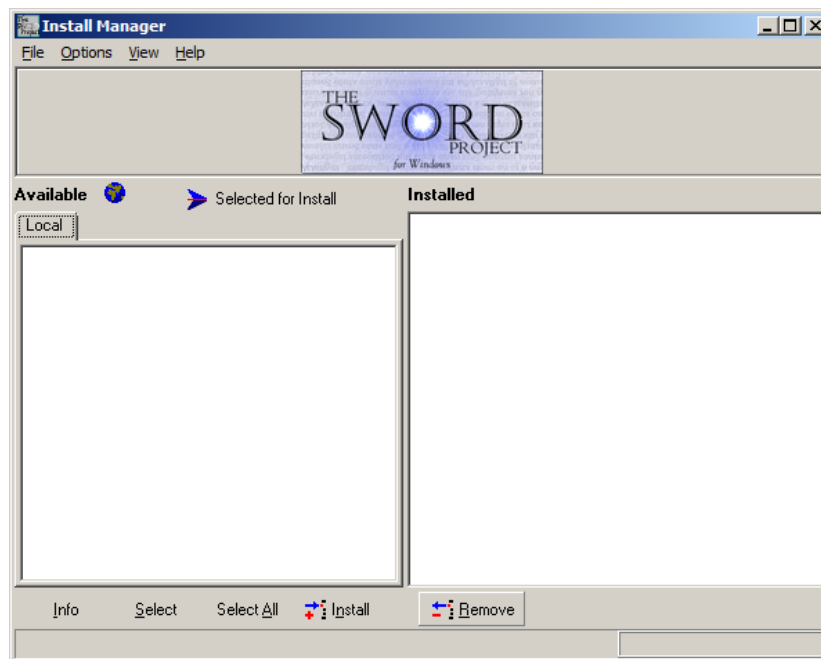 Install Manager
File Options View Help
THE
SWORD
PROJECT
for Windows
Available Selected for Install Installed
Local
Info Select Select All Install Remove